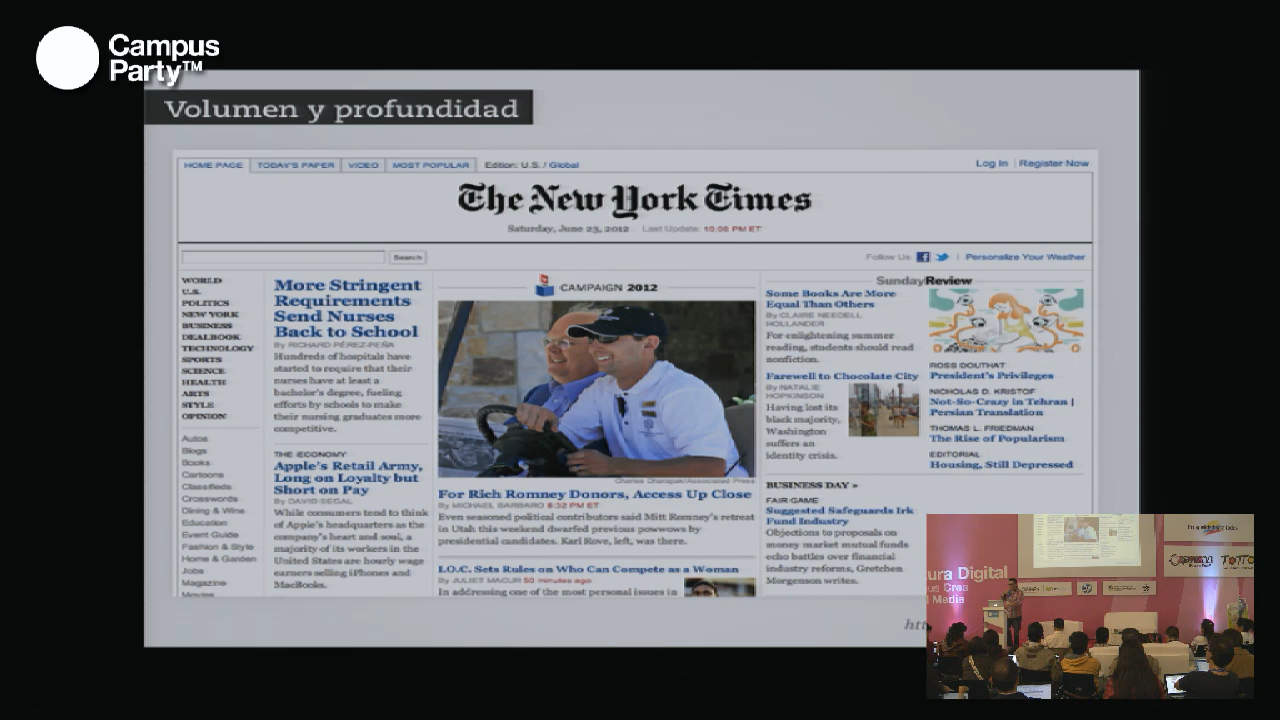 Campus
Party™
Volumen y profundidad
HOME PAGE
TODAY'S PAPER
VIDEO
MOST POPULAR
Edition: U.S. / Global
Log In | Register Now
The New York Times
Saturday, June 23, 2012 Last Update: 10:06 PM ET
Search
Follow Us
| Personalize Your Weather
WORLD
U.S.
POLITICS
NEW YORK
BUSINESS
DEALBOOK
TECHNOLOGY
SPORTS
SCIENCE
HEALTH
ARTS
STYLE
OPINION
Autos
Blogs
Books
Cartoons
Classifieds
Crosswords
Dining & Wine
Education
Event Guide
Fashion & Style
Home & Garden
Jobs
Magazine
Movies
More Stringent
Requirements
Send Nurses
Back to School
By RICHARD PÉREZ-PEÑA
Hundreds of hospitals have
started to require that their
nurses have at least a
bachelor's degree, fueling
efforts by schools to make
their nursing graduates more
competitive.
THE ECONOMY
Apple's Retail Army,
Long on Loyalty but
Short on Pay
By DAVID SEGAL
While consumers tend to think
of Apple's headquarters as the
company's heart and soul, a
majority of its workers in the
United States are hourly wage
earners selling iPhones and
MacBooks.
CAMPAIGN 2012
Charles Dharapak/Associated Press
For Rich Romney Donors, Access Up Close
By MICHAEL BARBARO 8:32 PM ET
Even seasoned political contributors said Mitt Romney's retreat
in Utah this weekend dwarfed previous powwows by
presidential candidates. Karl Rove, left, was there.
I.O.C. Sets Rules on Who Can Compete as a Woman
By JULIET MACUR 50 minutes ago
In addressing one of the most personal issues in
SundayReview
Some Books Are More
Equal Than Others
By CLAIRE NEEDELL
HOLLANDER
For enlightening summer
reading, students should read
nonfiction.
Farewell to Chocolate City
By NATALIE
HOPKINSON
Having lost its
black majority,
Washington
suffers an
identity crisis.
ROSS DOUTHAT
President's Privileges
NICHOLAS D. KRISTOF
Not-So-Crazy in Tehran |
Persian Translation
THOMAS L. FRIEDMAN
The Rise of Popularism
EDITORIAL
Housing, Still Depressed
BUSINESS DAY »
FAIR GAME
Suggested Safeguards Irk
Fund Industry
Objections to proposals on
money market mutual funds
echo battles over financial
industry reforms, Gretchen
Morgenson writes.
htt
ura Digital
us Crea
l Media
TOTTO